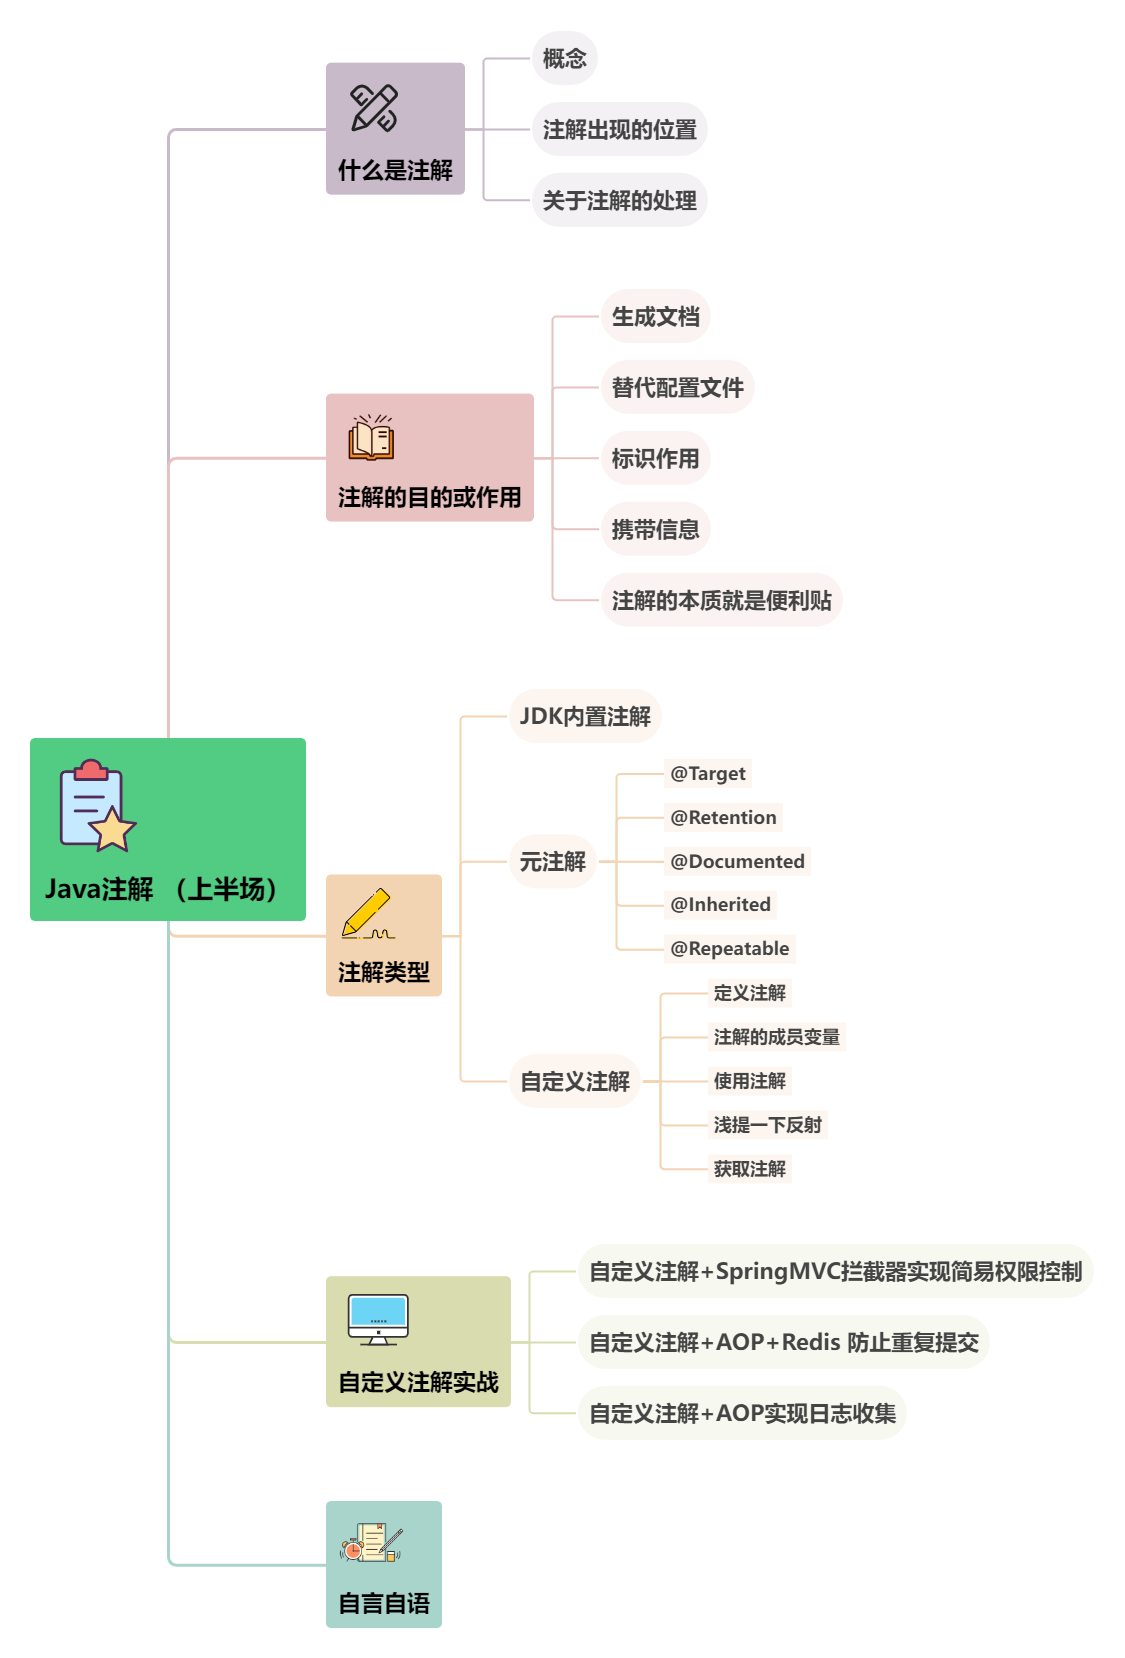 Java注解 （上半场）
什么是注解
概念
注解出现的位置
关于注解的处理
注解的目的或作用
生成文档
替代配置文件
标识作用
携带信息
注解的本质就是便利贴
注解类型
JDK内置注解
元注解
@Target
@Retention
@Documented
@Inherited
@Repeatable
自定义注解
定义注解
注解的成员变量
使用注解
浅提一下反射
获取注解
自定义注解实战
自定义注解+SpringMVC拦截器实现简易权限控制
自定义注解+AOP+Redis 防止重复提交
自定义注解+AOP实现日志收集
自言自语